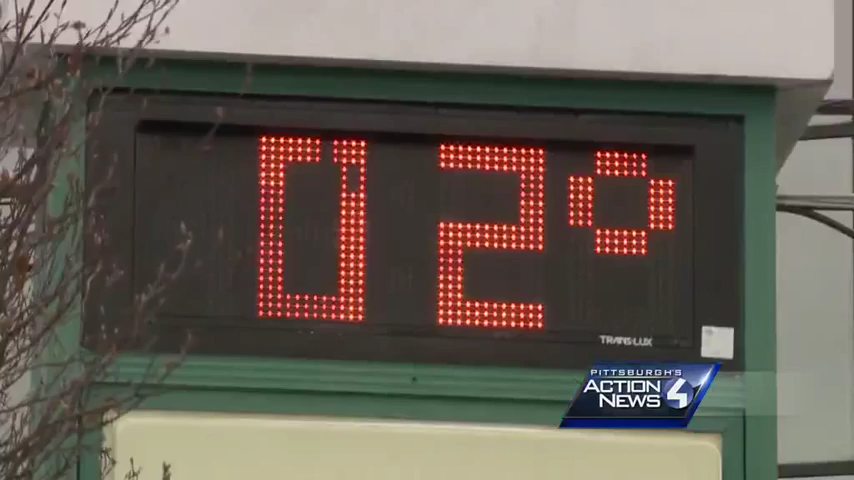 02°
TRANS-LUX
PITTSBURGH'S
ACTION
NEWS 4